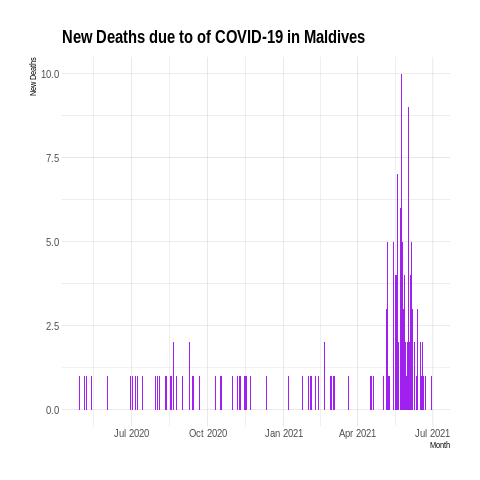 New Deaths due to of COVID-19 in Maldives
New Deaths
10.0
7.5
5.0
2.5
0.0
Jul 2020 Oct 2020 Jan 2021 Apr 2021 Jul 2021
Month